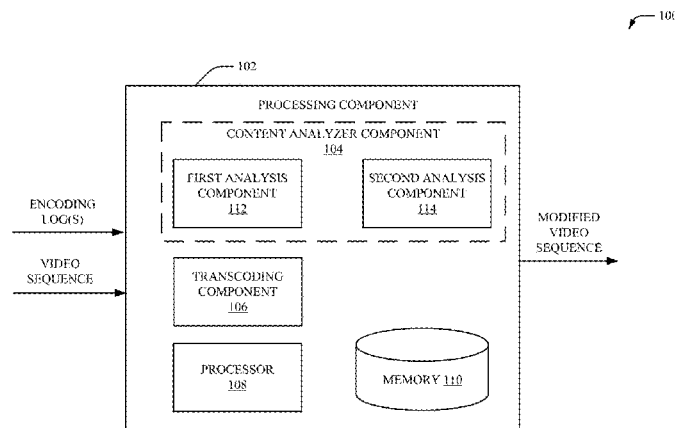 100
102
PROCESSING COMPONENT
CONTENT ANALYZER COMPONENT
104
FIRST ANALYSIS
COMPONENT
112
SECOND ANALYSIS
COMPONENT
114
ENCODING
LOG(S)
VIDEO
SEQUENCE
MODIFIED
VIDEO
SEQUENCE
TRANSCODING
COMPONENT
106
PROCESSOR
108
MEMORY 110